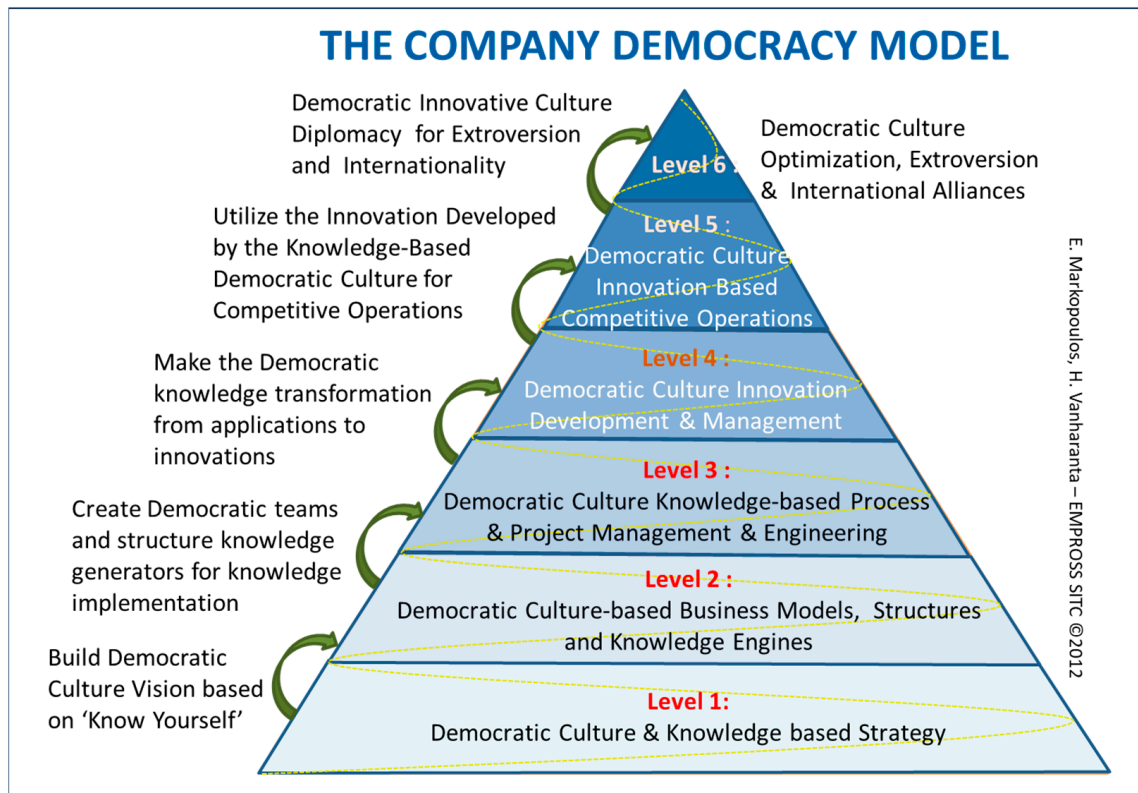 THE COMPANY DEMOCRACY MODEL
Democratic Innovative Culture
Diplomacy for Extroversion
and Internationality
Level 6 :
Democratic Culture
Optimization, Extroversion
& International Alliances
Utilize the Innovation Developed
by the Knowledge-Based
Democratic Culture for
Competitive Operations
Level 5 :
Democratic Culture
Innovation Based
Competitive Operations
Make the Democratic
knowledge transformation
from applications to
innovations
Level 4 :
Democratic Culture Innovation
Development & Management
Create Democratic teams
and structure knowledge
generators for knowledge
implementation
Level 3 :
Democratic Culture Knowledge-based Process
& Project Management & Engineering
Level 2 :
Democratic Culture-based Business Models, Structures
and Knowledge Engines
Build Democratic
Culture Vision based
on ‘Know Yourself’
Level 1:
Democratic Culture & Knowledge based Strategy
E. Markopoulos, H. Vanharanta – EMPROSS SITC ©2012